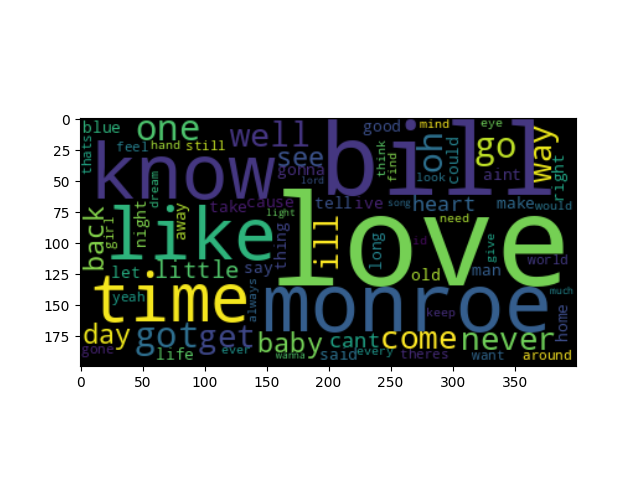 0
25
50
75
100
125
150
175
0 50 100 150 200 250 300 350
blue one well good mind eye
thats feel hand still see think find oh could go way
know gonna lord bill look aint right
dream take cause tell live song heart make would
back girl like night away light love need
thing ill long id give world
let little say old man
yeah time always monroe keep much
day got get baby cant come never home
gone life ever wanna said every theres want around